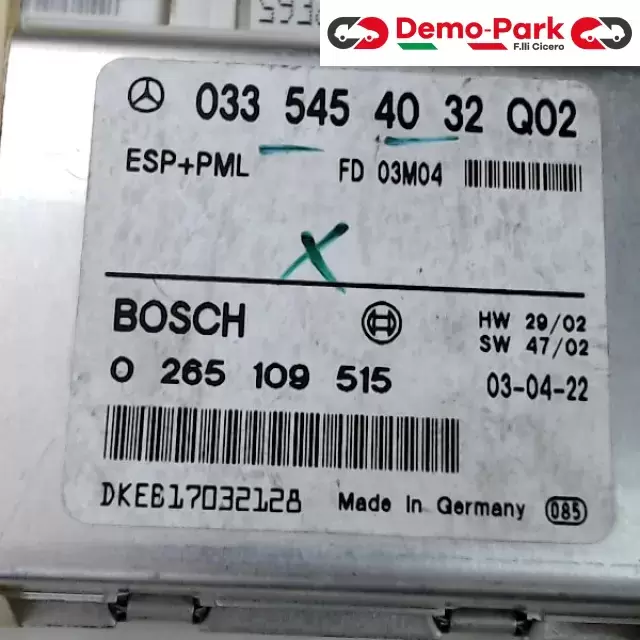 Demo-Park
F.lli Cicero
033 545 40 32 Q02
ESP+PML FD 03M04
BOSCH HW 29/02
SW 47/02
0 265 109 515 03-04-22
DKEB17032128 Made in Germany 085